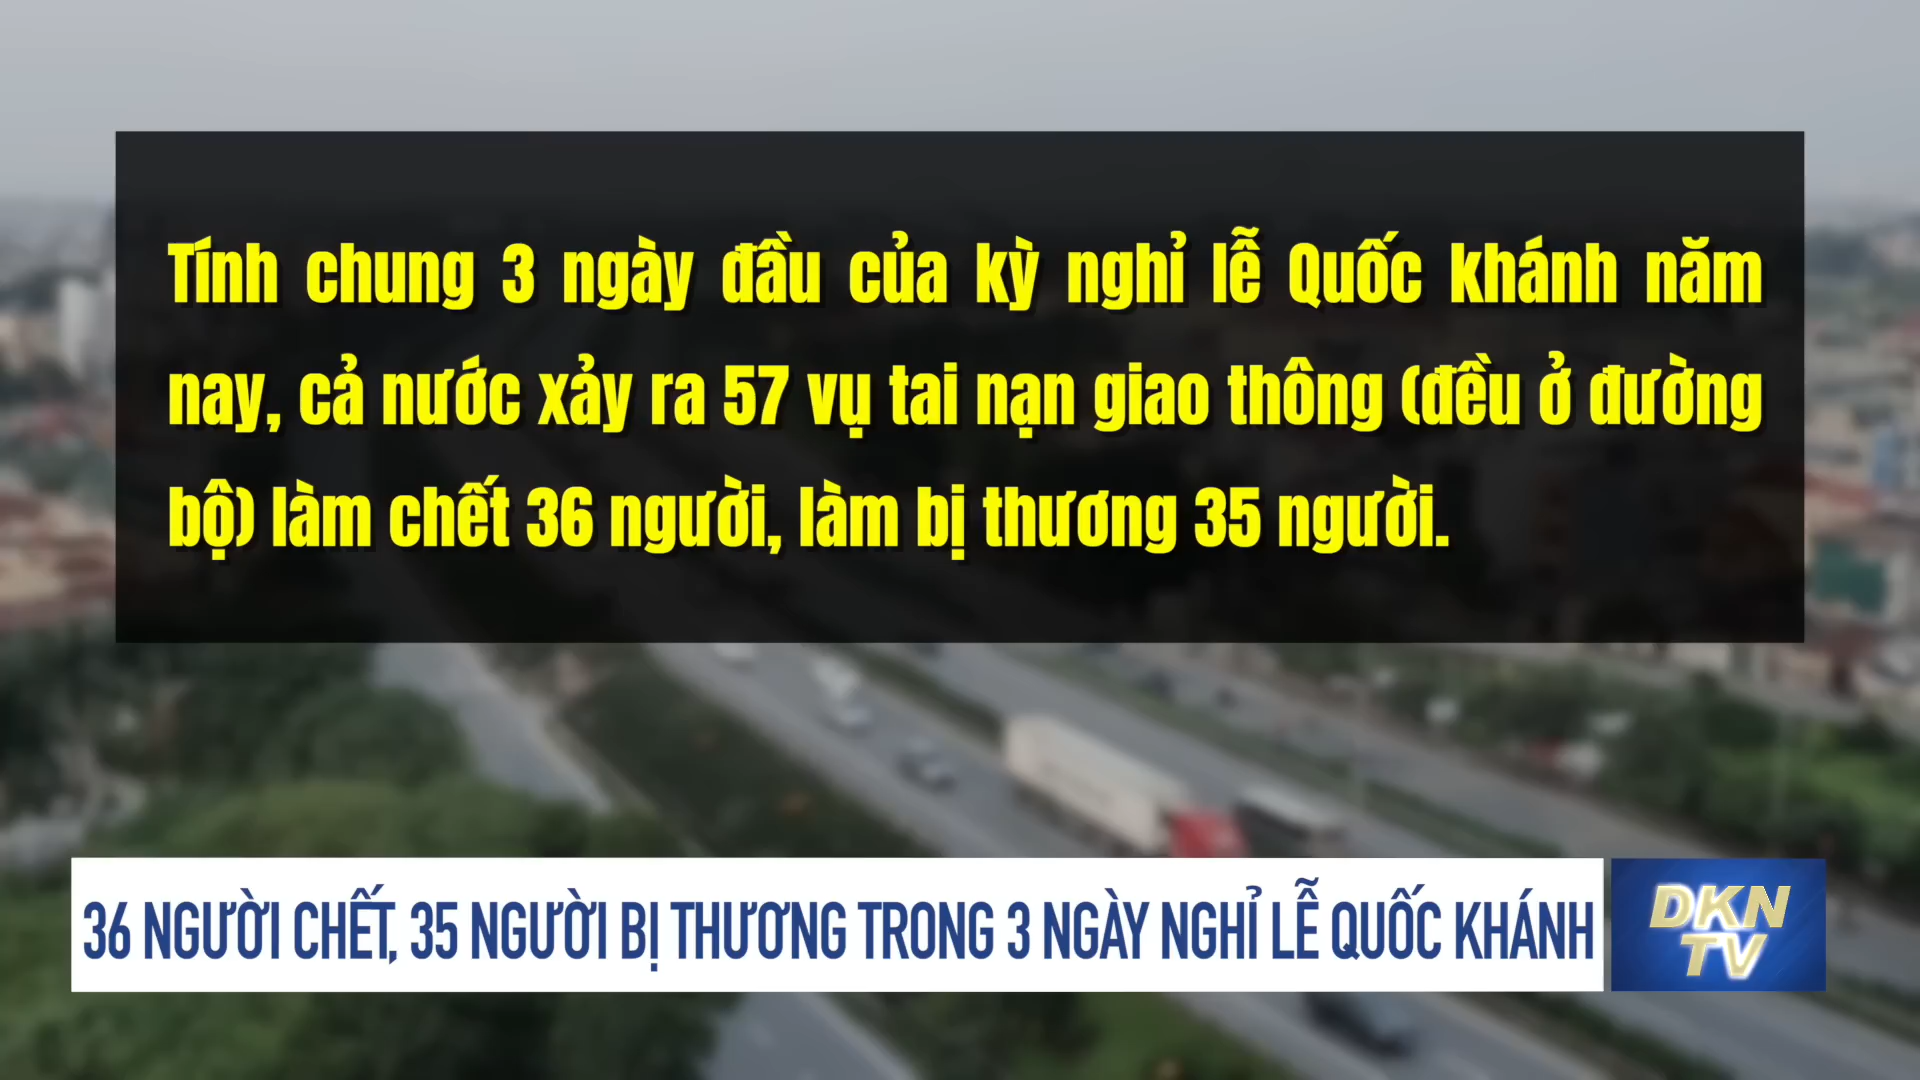 Tính chung 3 ngày đầu của kỳ nghỉ lễ Quốc khánh năm
nay, cả nước xảy ra 57 vụ tai nạn giao thông (đều ở đường
bộ) làm chết 36 người, làm bị thương 35 người.
36 NGƯỜI CHẾT, 35 NGƯỜI BỊ THƯƠNG TRONG 3 NGÀY NGHỈ LỄ QUỐC KHÁNH
DKN
TV